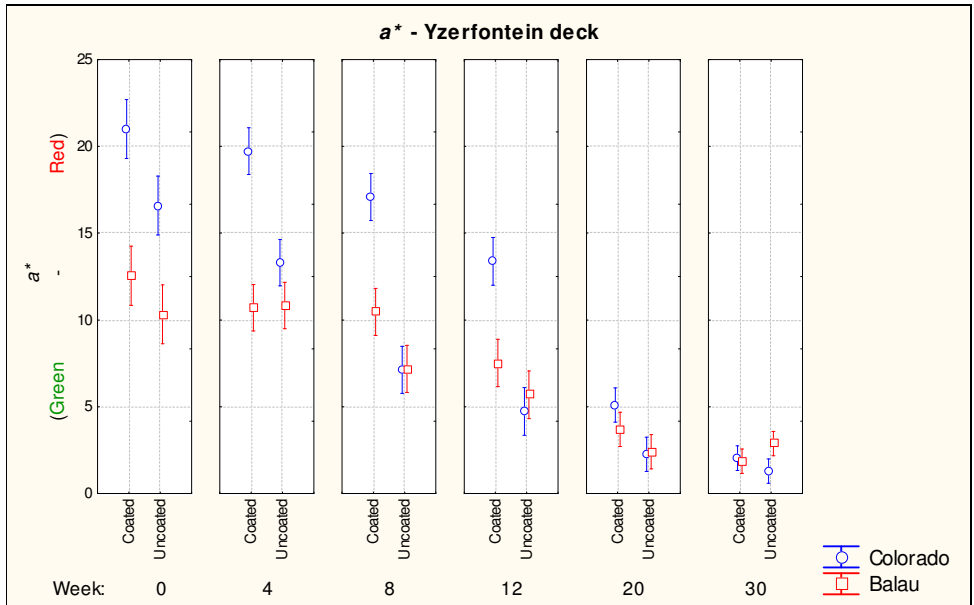 a* - Yzerfontein deck
a*
(Green - Red)
25
20
15
10
5
0
Coated Uncoated Coated Uncoated Coated Uncoated Coated Uncoated Coated Uncoated Coated Uncoated
Week: 0 4 8 12 20 30
Colorado
Balau